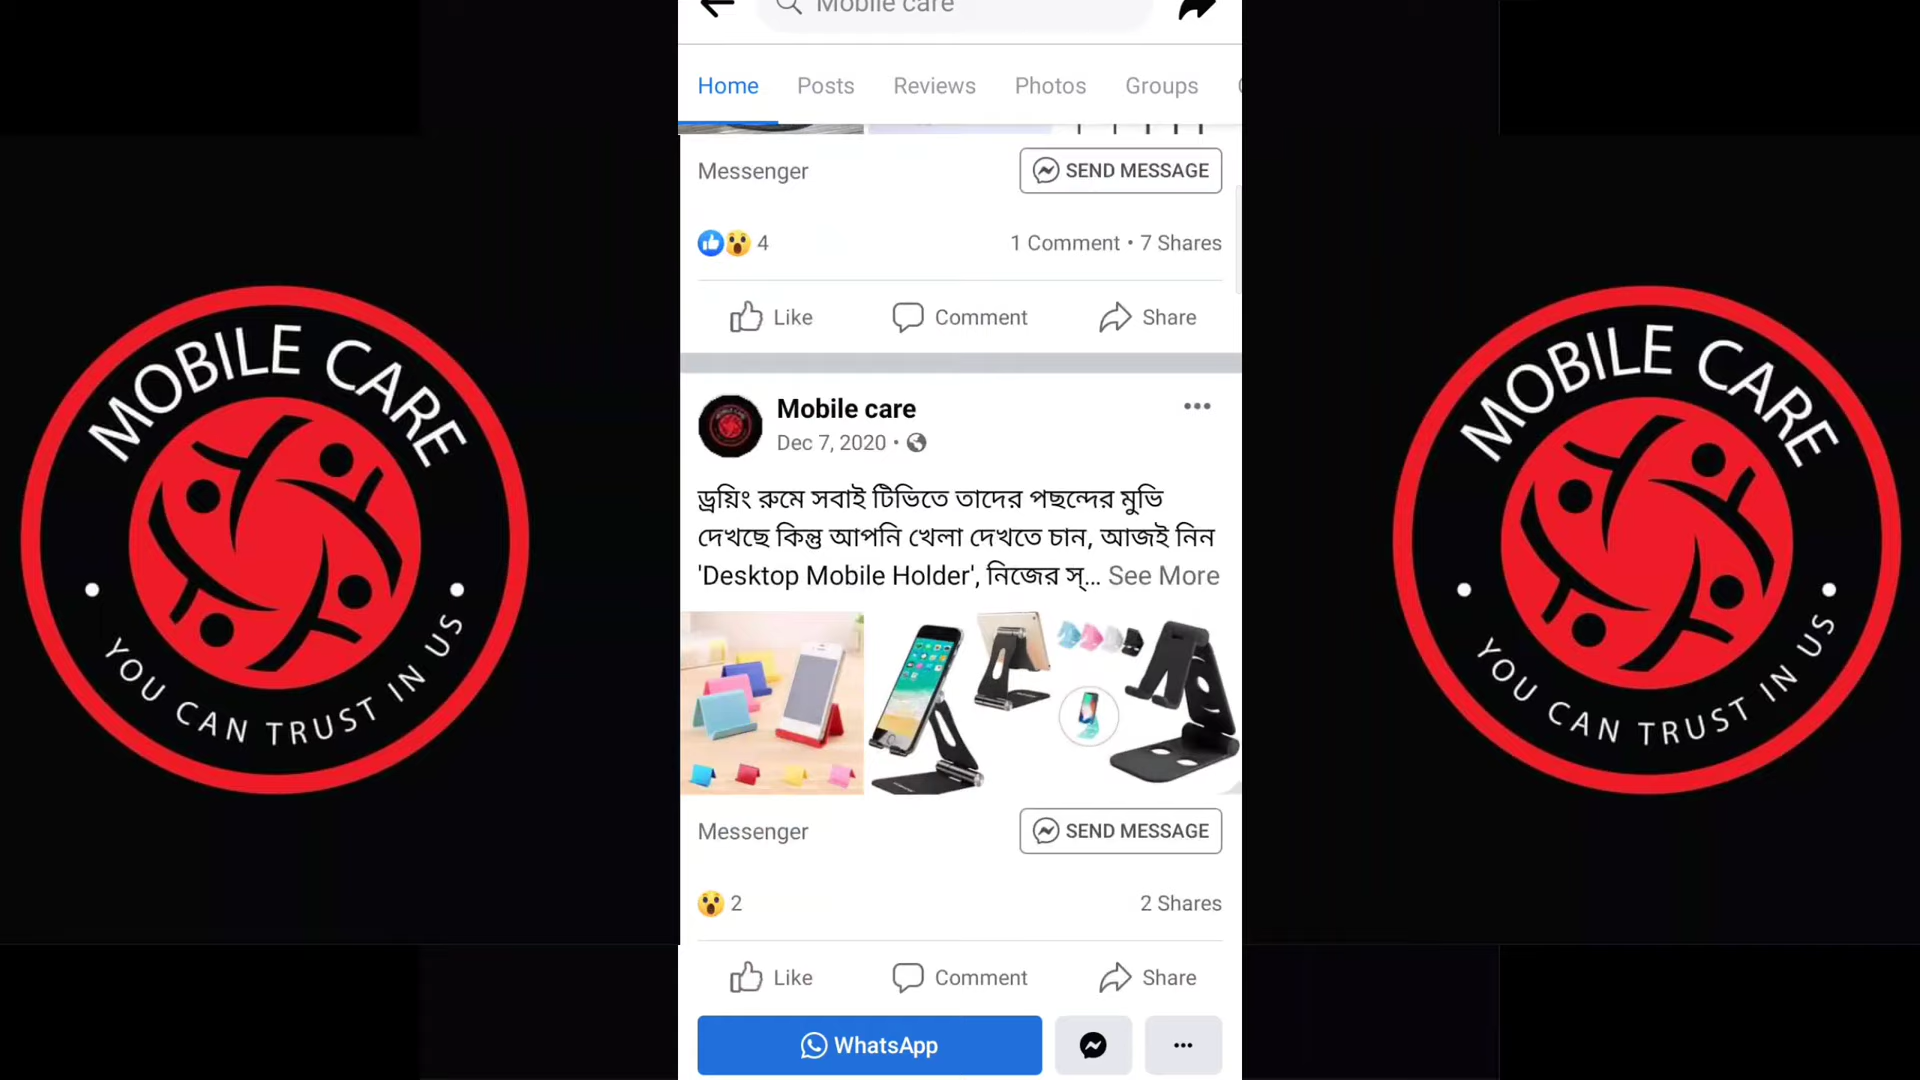 Mobile care
Home Posts Reviews Photos Groups
Messenger
SEND MESSAGE
4
1 Comment • 7 Shares
Like Comment Share
Mobile care
Dec 7, 2020 •
ড্রয়িং রুমে সবাই টিভিতে তাদের পছন্দের মুভি
দেখছে কিন্তু আপনি খেলা দেখতে চান, আজই নিন
'Desktop Mobile Holder', নিজের স্... See More
Messenger
SEND MESSAGE
2
2 Shares
Like Comment Share
WhatsApp
MOBILE CARE
YOU CAN TRUST IN US
MOBILE CARE
YOU CAN TRUST IN US